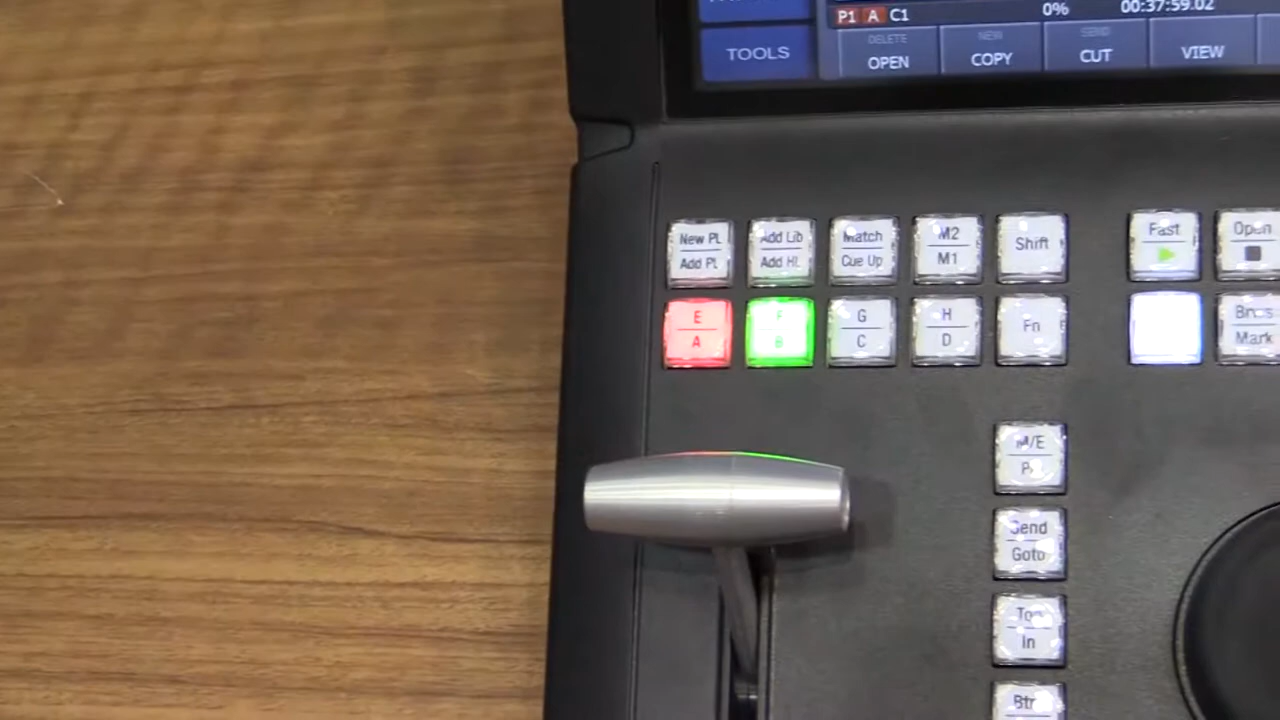 P1 A C1 0% 00:37:59.02
TOOLS
DELETE NEW SEND
OPEN COPY CUT VIEW
New PL Add Lib Match M2 Shift Fast Open
Add PL Add HL Cue Up M1
E F G H Fn
A B C D Mark
M/E
Send
Goto
In